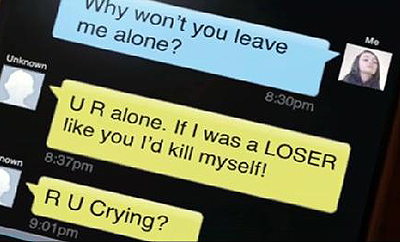 Why won't you leave
me alone?
Me
8:30pm
Unknown
U R alone. If I was a LOSER
like you I'd kill myself!
8:37pm
nown
R U Crying?
9:01pm